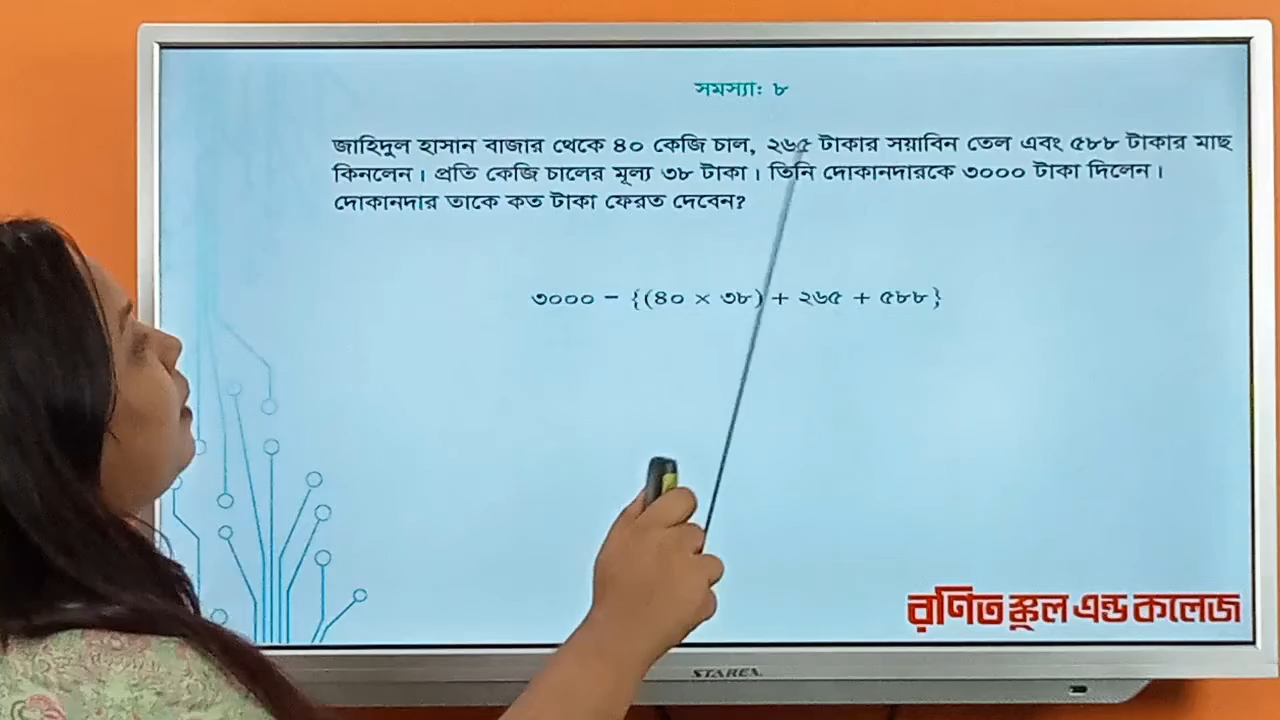 সমস্যাঃ ৮
জাহিদুল হাসান বাজার থেকে ৪০ কেজি চাল, ২৬৫ টাকার সয়াবিন তেল এবং ৫৮৮ টাকার মাছ
কিনলেন। প্রতি কেজি চালের মূল্য ৩৮ টাকা। তিনি দোকানদারকে ৩০০০ টাকা দিলেন।
দোকানদার তাকে কত টাকা ফেরত দেবেন?
৩০০০ – {(৪০ × ৩৮) + ২৬৫ + ৫৮৮}
রণিত স্কুল এন্ড কলেজ
STAREX